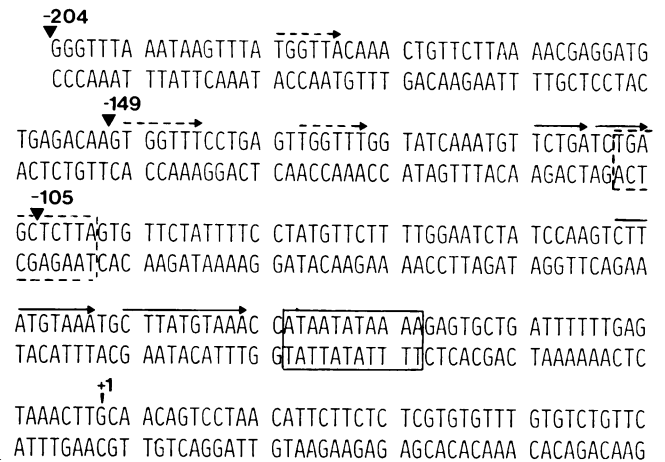 -204
GGGTTTA AATAAGTTTA TGGTTACAAA CTGTTCTTAA AACGAGGATG
CCCAAAT TTATTCAAAT ACCAATGTTT GACAAGAATT TTGCTCCTAC
-149
TGAGACAAGT GGTTTCCTGA GTTGGTTTGG TATCAAATGT TCTGATCTGA
ACTCTGTTCA CCAAAGGACT CAACCAAACC ATAGTTTACA AGACTAGACT
-105
GCTCTTAGTG TTCTATTTTC CTATGTTCTT TTGGAATCTA TCCAAGTCTT
CGAGAATCAC AAGATAAAAG GATACAAGAA AACCTTAGAT AGGTTCAGAA
ATGTAAATGC TTATGTAAAC CATAATATAA AAGAGTGCTG ATTTTTTGAG
TACATTTACG AATACATTTG GTATTATATT TTCTCACGAC TAAAAAACTC
+1
TAAACTTGCA ACAGTCCTAA CATTCTTCTC TCGTGTGTTT GTGTCTGTTC
ATTTGAACGT TGTCAGGATT GTAAGAAGAG AGCACACAAA CACAGACAAG